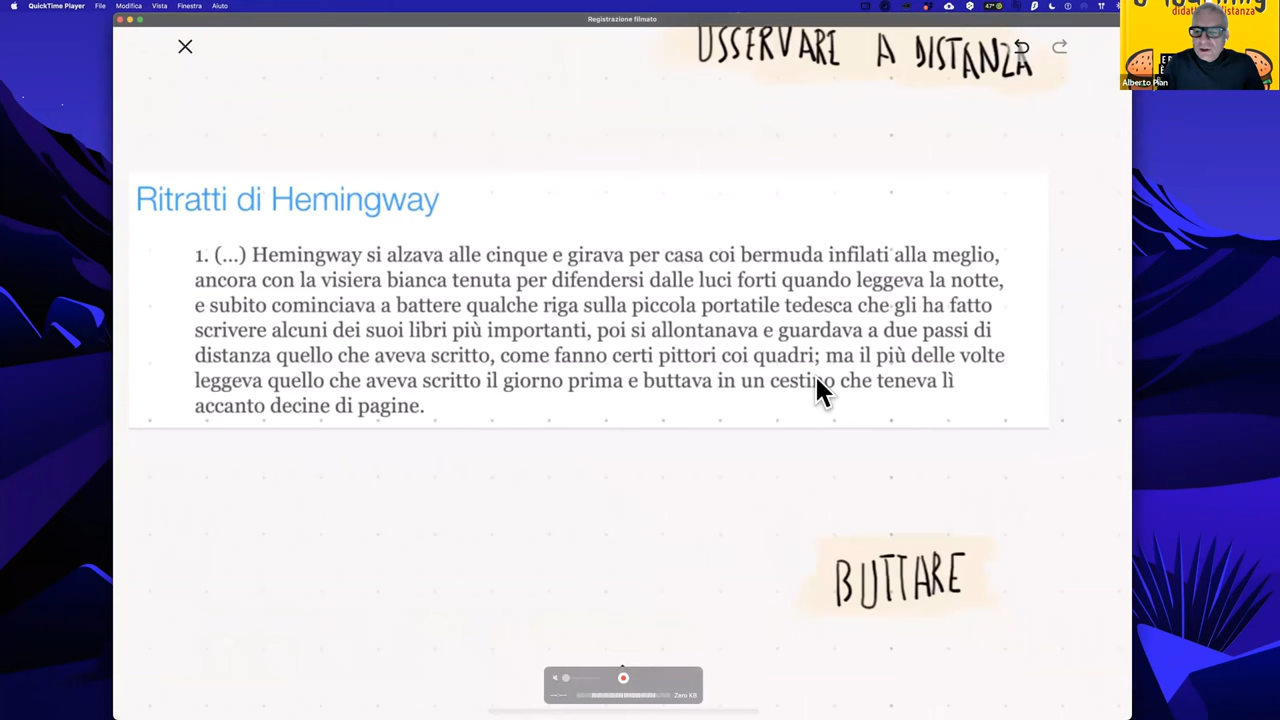 QuickTime Player File Modifica Vista Finestra Aiuto
47°
Registrazione filmato
didattica distanza
Alberto Pian
OSSERVARE A DISTANZA
Ritratti di Hemingway
1. (...) Hemingway si alzava alle cinque e girava per casa coi bermuda infilati alla meglio,
ancora con la visiera bianca tenuta per difendersi dalle luci forti quando leggeva la notte,
e subito cominciava a battere qualche riga sulla piccola portatile tedesca che gli ha fatto
scrivere alcuni dei suoi libri più importanti, poi si allontanava e guardava a due passi di
distanza quello che aveva scritto, come fanno certi pittori coi quadri; ma il più delle volte
leggeva quello che aveva scritto il giorno prima e buttava in un cestino che teneva lì
accanto decine di pagine.
BUTTARE
--:-- Zero KB